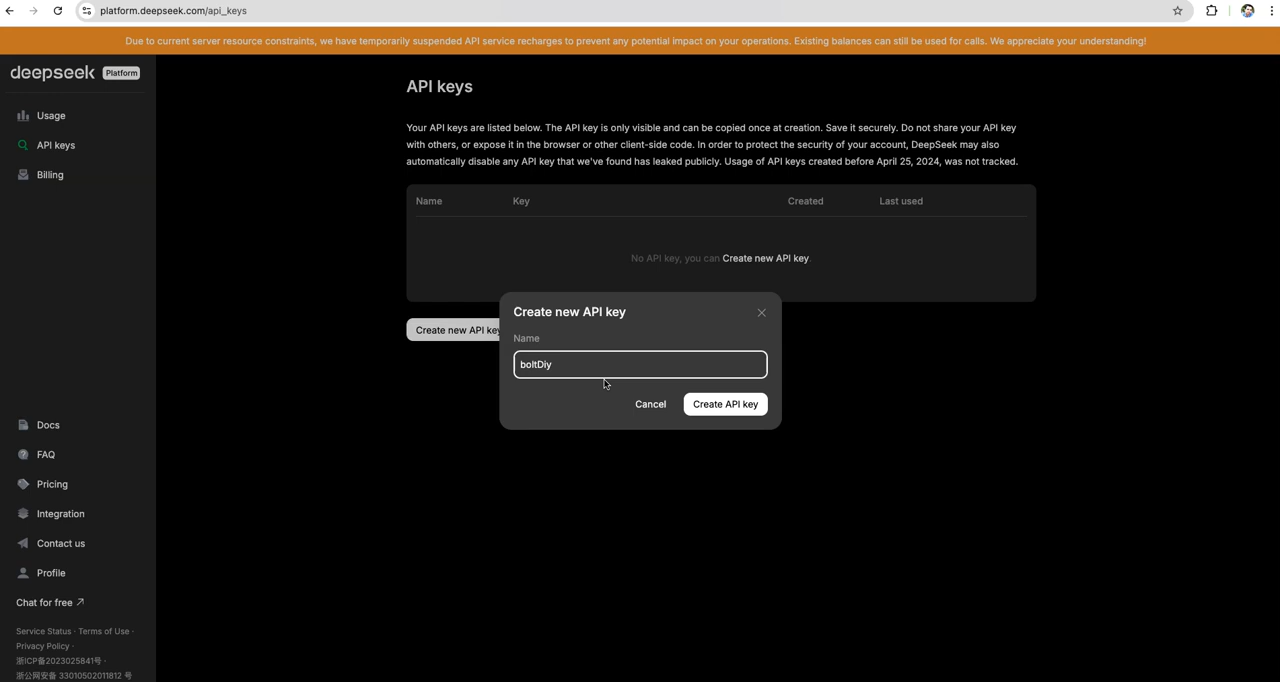 platform.deepseek.com/api_keys
Due to current server resource constraints, we have temporarily suspended API service recharges to prevent any potential impact on your operations. Existing balances can still be used for calls. We appreciate your understanding!
deepseek Platform
Usage
API keys
Billing
Docs
FAQ
Pricing
Integration
Contact us
Profile
Chat for free
Service Status · Terms of Use ·
Privacy Policy ·
浙ICP备2023025841号 ·
浙公网安备 33010502011812 号
API keys
Your API keys are listed below. The API key is only visible and can be copied once at creation. Save it securely. Do not share your API key
with others, or expose it in the browser or other client-side code. In order to protect the security of your account, DeepSeek may also
automatically disable any API key that we've found has leaked publicly. Usage of API keys created before April 25, 2024, was not tracked.
Name Key Created Last used
No API key, you can Create new API key
Create new API key
Create new API key
Name
boltDiy
Cancel Create API key